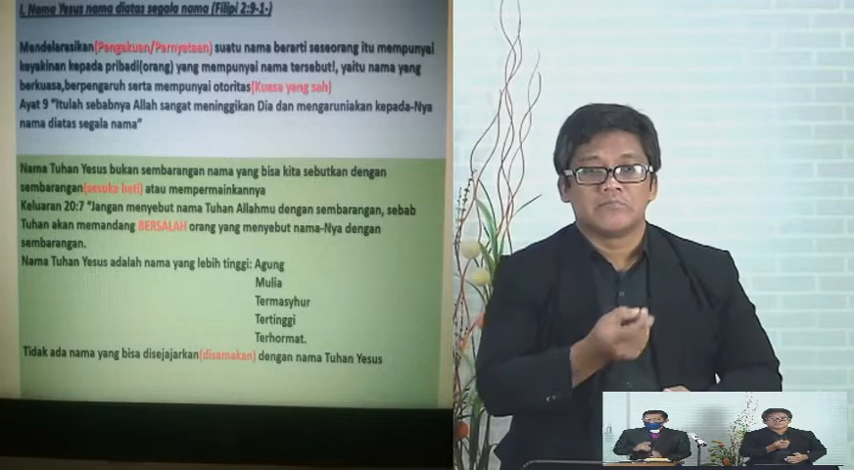 I. Nama Yesus nama diatas segala nama (Filipi 2:9-1-)
Mendelarasikan(Pangakuan/Parnyataan) suatu nama berarti seseorang itu mempunyai
keyakinan kepada pribadi(orang) yang mempunyai nama tersebut!, yaitu nama yang
berkuasa,berpengaruh serta mempunyai otoritas(Kuasa yang sah)
Ayat 9 "Itulah sebabnya Allah sangat meninggikan Dia dan mengaruniakan kepada-Nya
nama diatas segala nama"
Nama Tuhan Yesus bukan sembarangan nama yang bisa kita sebutkan dengan
sembarangan(sesuka hati) atau mempermainkannya
Keluaran 20:7 "Jangan menyebut nama Tuhan Allahmu dengan sembarangan, sebab
Tuhan akan memandang BERSALAH orang yang menyebut nama-Nya dengan
sembarangan.
Nama Tuhan Yesus adalah nama yang lebih tinggi: Agung
Mulia
Termasyhur
Tertinggi
Terhormat.
Tidak ada nama yang bisa disejajarkan(disamakan) dengan nama Tuhan Yesus